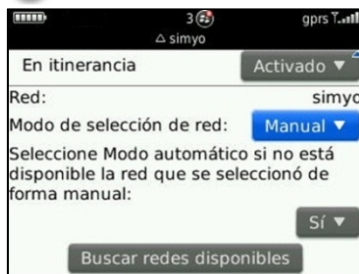 3 gprs
simyo
En itinerancia Activado
Red: simyo
Modo de selección de red: Manual
Seleccione Modo automático si no está
disponible la red que se seleccionó de
forma manual:
Sí
Buscar redes disponibles